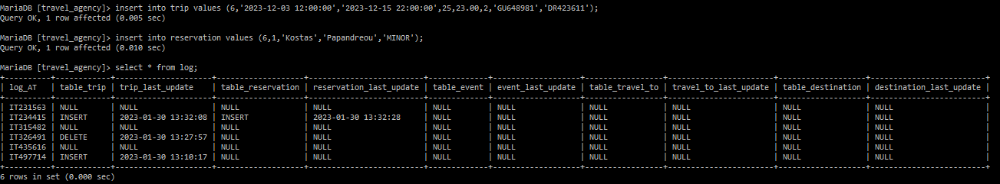 MariaDB [travel_agency]> insert into trip values (6,'2023-12-03 12:00:00','2023-12-15 22:00:00',25,23.00,2,'GU648981','DR423611');
Query OK, 1 row affected (0.005 sec)

MariaDB [travel_agency]> insert into reservation values (6,1,'Kostas','Papandreou','MINOR');
Query OK, 1 row affected (0.010 sec)

MariaDB [travel_agency]> select * from log;
+----------+------------+---------------------+-------------------+-------------------------+-------------+-------------------+-----------------+-----------------------+-------------------+-------------------------+
| log_AT | table_trip | trip_last_update | table_reservation | reservation_last_update | table_event | event_last_update | table_travel_to | travel_to_last_update | table_destination | destination_last_update |
+----------+------------+---------------------+-------------------+-------------------------+-------------+-------------------+-----------------+-----------------------+-------------------+-------------------------+
| IT231563 | NULL | NULL | NULL | NULL | NULL | NULL | NULL | NULL | NULL | NULL |
| IT234415 | INSERT | 2023-01-30 13:32:08 | INSERT | 2023-01-30 13:32:28 | NULL | NULL | NULL | NULL | NULL | NULL |
| IT315482 | NULL | NULL | NULL | NULL | NULL | NULL | NULL | NULL | NULL | NULL |
| IT326491 | DELETE | 2023-01-30 13:27:57 | NULL | NULL | NULL | NULL | NULL | NULL | NULL | NULL |
| IT435616 | NULL | NULL | NULL | NULL | NULL | NULL | NULL | NULL | NULL | NULL |
| IT497714 | INSERT | 2023-01-30 13:10:17 | NULL | NULL | NULL | NULL | NULL | NULL | NULL | NULL |
+----------+------------+---------------------+-------------------+-------------------------+-------------+-------------------+-----------------+-----------------------+-------------------+-------------------------+
6 rows in set (0.000 sec)